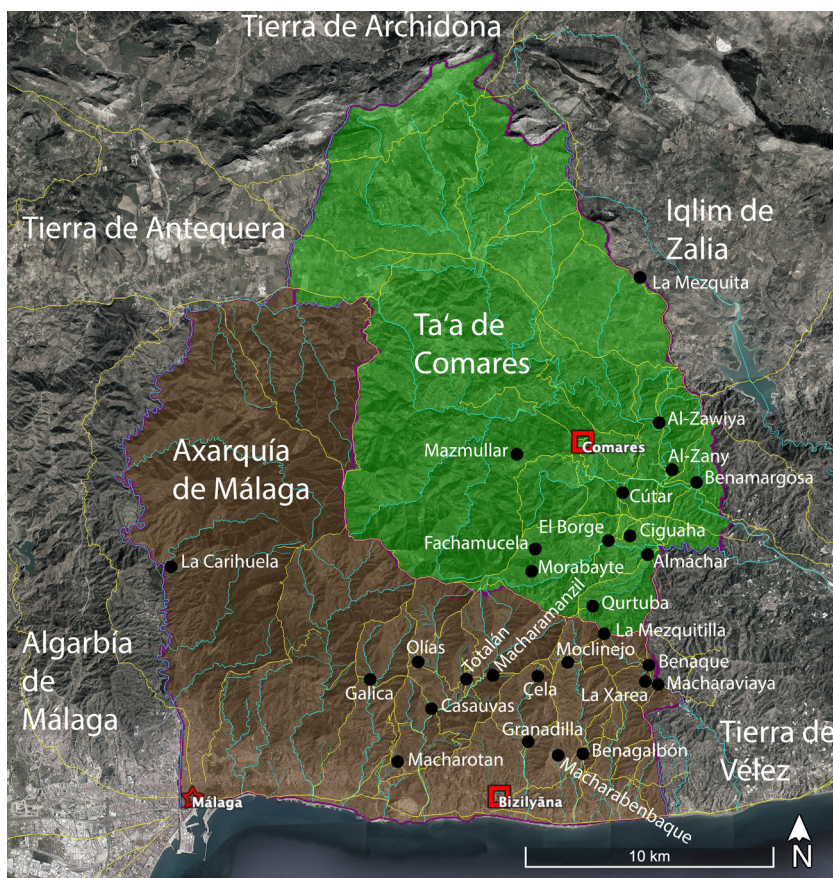 Tierra de Archidona
Tierra de Antequera
Iqlim de
Zalia
La Mezquita
Ta‘a de
Comares
Al-Zawiya
Axarquía
de Málaga
Mazmullar
Comares
Al-Zany
Benamargosa
Cútar
El Borge
Ciguaha
Fachamucela
Almáchar
La Carihuela
Morabayte
Qurtuba
Macharamanzil
La Mezquitilla
Algarbía
de
Málaga
Olías
Totalán
Moclinejo
Benaque
Galica
Çela
La Xarea
Macharaviaya
Casauvas
Granadilla
Tierra de
Vélez
Benagalbón
Macharotan
Macharabenbaque
Málaga
Bizilyāna
10 km
N